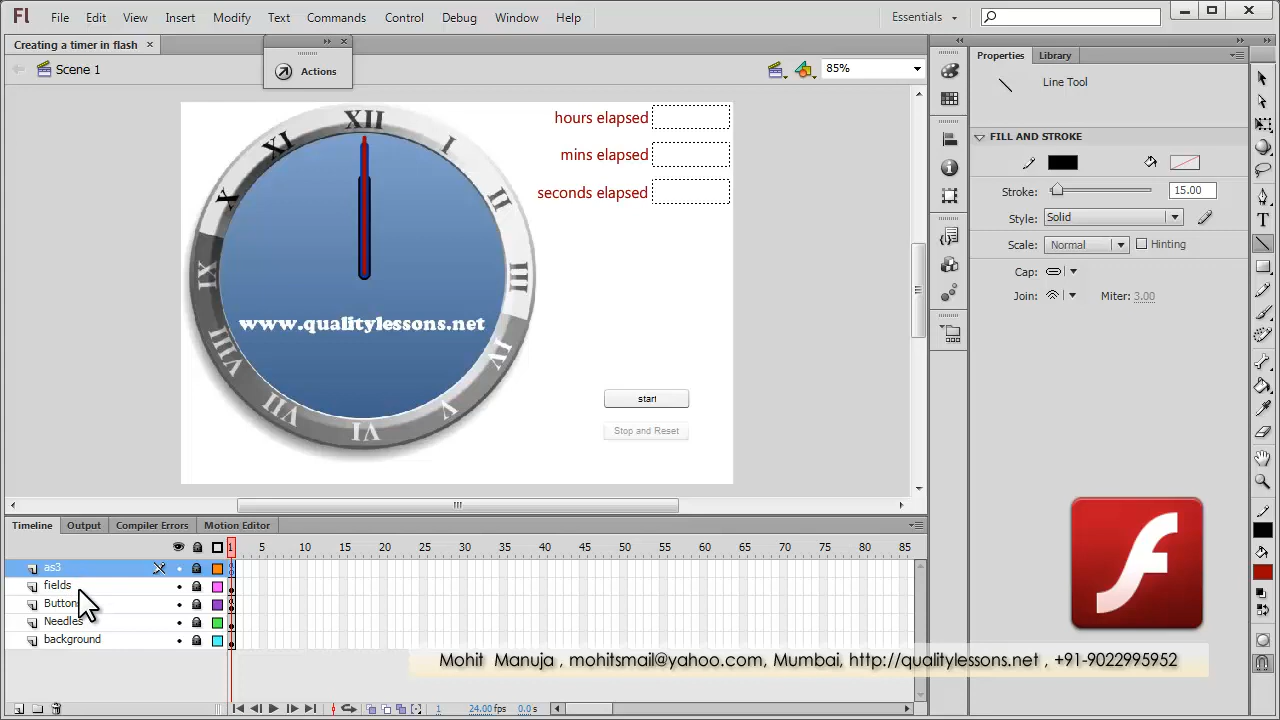 Fl File Edit View Insert Modify Text Commands Control Debug Window Help Essentials
Creating a timer in flash
Scene 1
Actions
85%
XII
I
II
III
IV
V
VI
VII
VIII
IX
X
XI
www.qualitylessons.net
hours elapsed
mins elapsed
seconds elapsed
start
Stop and Reset
Properties Library
Line Tool
FILL AND STROKE
Stroke: 15.00
Style: Solid
Scale: Normal Hinting
Cap:
Join: Miter: 3.00
Timeline Output Compiler Errors Motion Editor
1 5 10 15 20 25 30 35 40 45 50 55 60 65 70 75 80 85
as3
fields
Buttons
Needles
background
Mohit Manuja , mohitsmail@yahoo.com, Mumbai, http://qualitylessons.net , +91-9022995952
1 24.00 fps 0.0 s